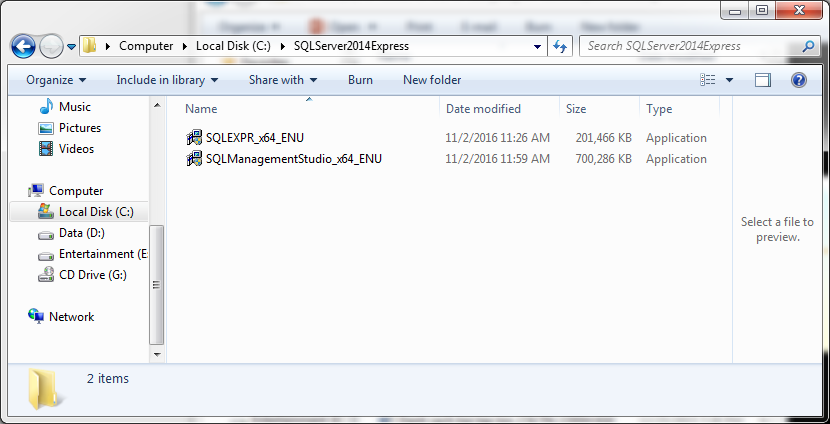 Computer ▸ Local Disk (C:) ▸ SQLServer2014Express
Search SQLServer2014Express
Organize Include in library Share with Burn New folder
Music
Pictures
Videos
Computer
Local Disk (C:)
Data (D:)
Entertainment (E
CD Drive (G:)
Network
Name Date modified Size Type
SQLEXPR_x64_ENU 11/2/2016 11:26 AM 201,466 KB Application
SQLManagementStudio_x64_ENU 11/2/2016 11:59 AM 700,286 KB Application
Select a file to
preview.
2 items